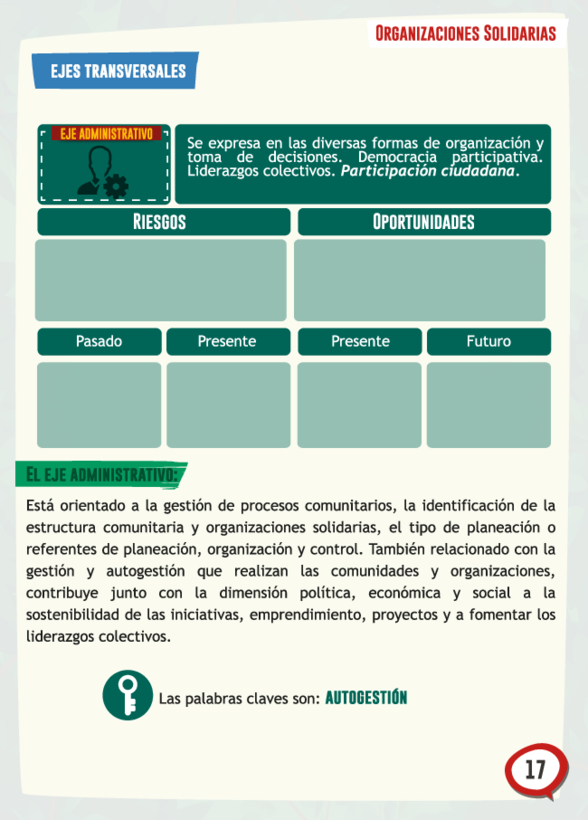 ORGANIZACIONES SOLIDARIAS
EJES TRANSVERSALES
EJE ADMINISTRATIVO
Se expresa en las diversas formas de organización y
toma de decisiones. Democracia participativa.
Liderazgos colectivos. Participación ciudadana.
RIESGOS
OPORTUNIDADES
Pasado
Presente
Presente
Futuro
EL EJE ADMINISTRATIVO:
Está orientado a la gestión de procesos comunitarios, la identificación de la
estructura comunitaria y organizaciones solidarias, el tipo de planeación o
referentes de planeación, organización y control. También relacionado con la
gestión y autogestión que realizan las comunidades y organizaciones,
contribuye junto con la dimensión política, económica y social a la
sostenibilidad de las iniciativas, emprendimiento, proyectos y a fomentar los
liderazgos colectivos.
Las palabras claves son: AUTOGESTIÓN
17